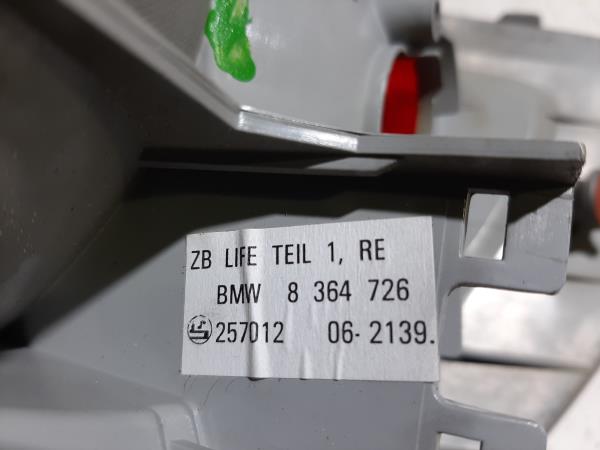 ZB LIFE TEIL 1, RE
BMW 8 364 726
257012 06-2139.